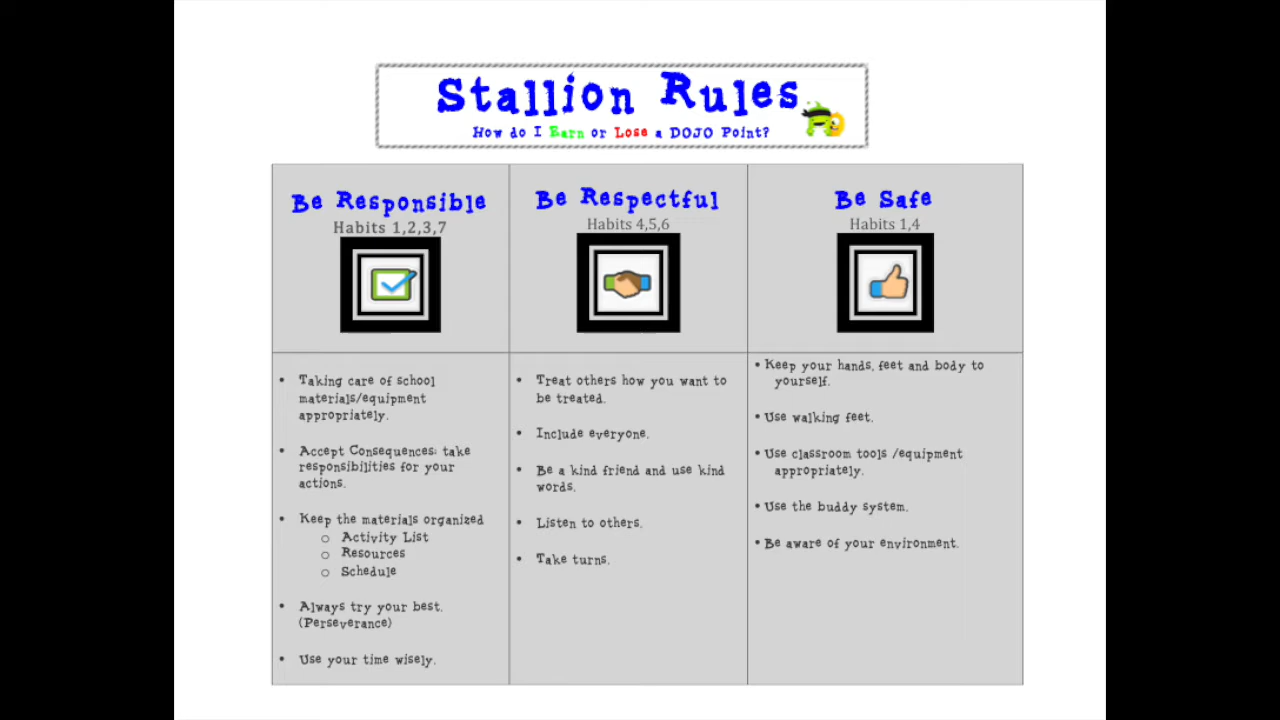 Stallion Rules
How do I Earn or Lose a DOJO Point?
Be Responsible
Habits 1,2,3,7
• Taking care of school
materials/equipment
appropriately.
• Accept Consequences: take
responsibilities for your
actions.
• Keep the materials organized
o Activity List
o Resources
o Schedule
• Always try your best.
(Perseverance)
• Use your time wisely.
Be Respectful
Habits 4,5,6
• Treat others how you want to
be treated.
• Include everyone.
• Be a kind friend and use kind
words.
• Listen to others.
• Take turns.
Be Safe
Habits 1,4
• Keep your hands, feet and body to
yourself.
• Use walking feet.
• Use classroom tools /equipment
appropriately.
• Use the buddy system.
• Be aware of your environment.